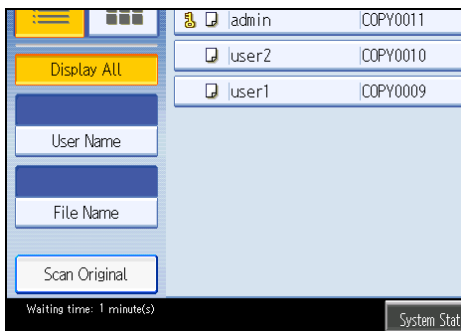 admin COPY0011
Display All
user2 COPY0010
user1 COPY0009
User Name
File Name
Scan Original
Waiting time: 1 minute(s)
System Stat